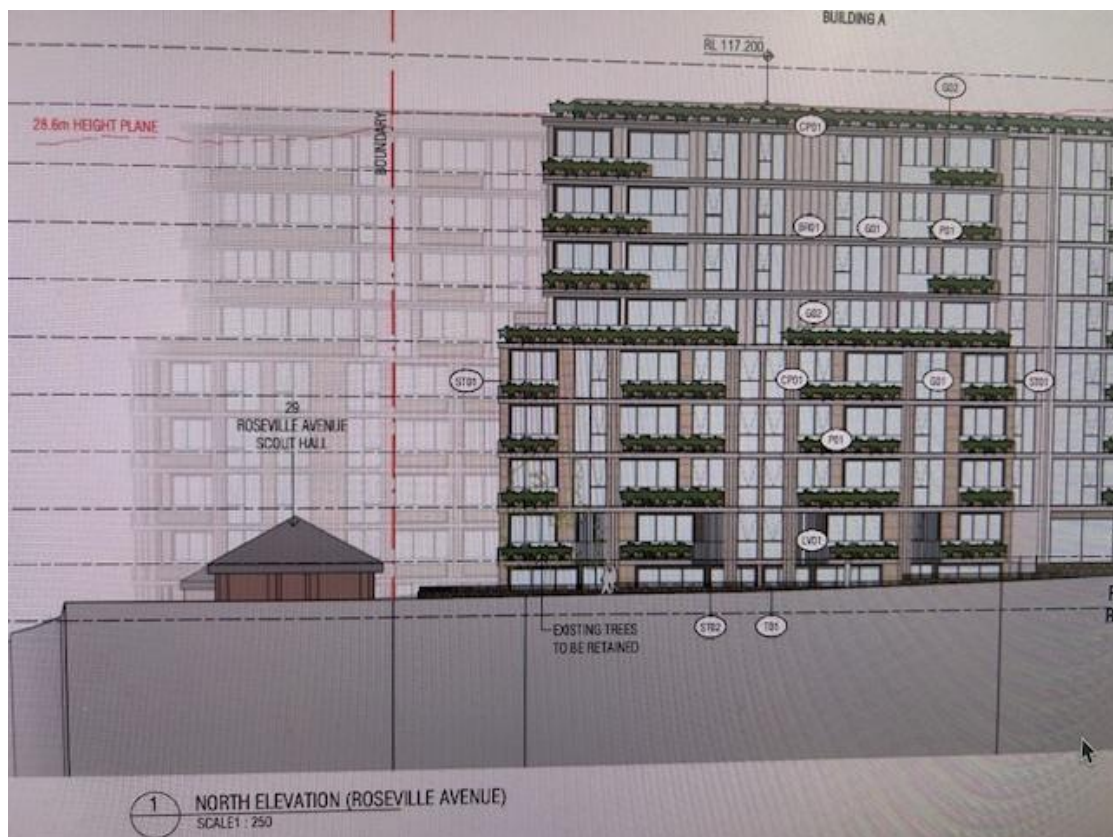 BUILDING A
RL 117.200
G02
28.6m HEIGHT PLANE
CP01
BOUNDARY
BR01
G01
P01
G02
ST01
CP01
G01
ST01
29
ROSEVILLE AVENUE
SCOUT HALL
P01
LV01
EXISTING TREES
TO BE RETAINED
ST02
T01
1
NORTH ELEVATION (ROSEVILLE AVENUE)
SCALE1 : 250